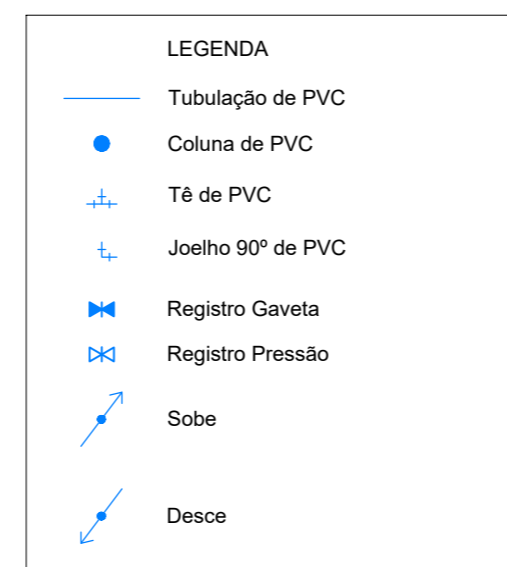 LEGENDA
Tubulação de PVC
Coluna de PVC
Tê de PVC
Joelho 90º de PVC
Registro Gaveta
Registro Pressão
Sobe
Desce